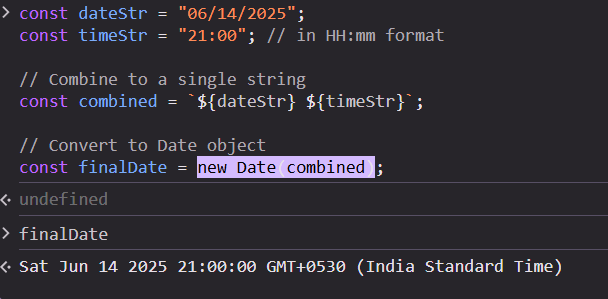 const dateStr = "06/14/2025";
const timeStr = "21:00"; // in HH:mm format
// Combine to a single string
const combined = `${dateStr} ${timeStr}`;
// Convert to Date object
const finalDate = new Date(combined);
undefined
finalDate
Sat Jun 14 2025 21:00:00 GMT+0530 (India Standard Time)